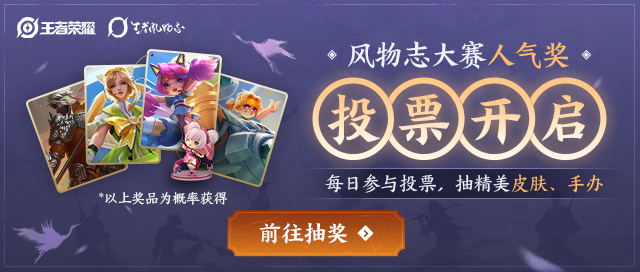 王者荣耀
王者风物志
风物志大赛人气奖
投票开启
每日参与投票，抽精美皮肤、手办
*以上奖品为概率获得
前往抽奖